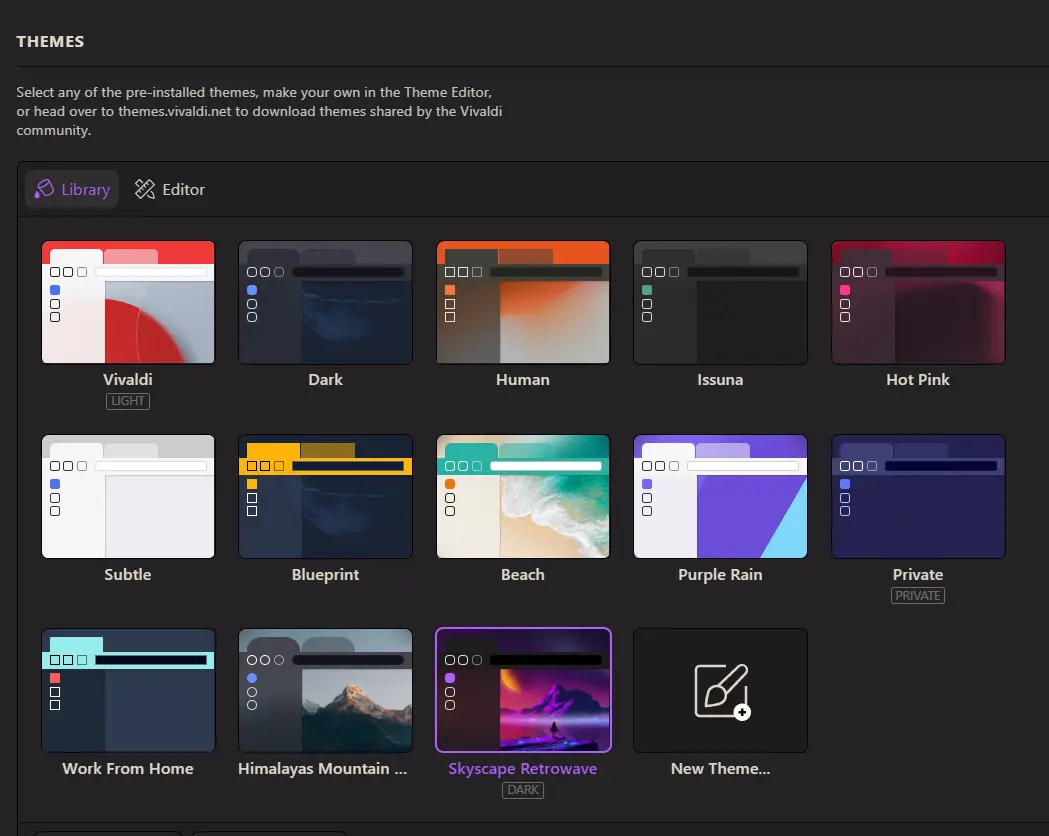 THEMES
Select any of the pre-installed themes, make your own in the Theme Editor,
or head over to themes.vivaldi.net to download themes shared by the Vivaldi
community.
Library Editor
Vivaldi Dark Human Issuna Hot Pink
LIGHT
Subtle Blueprint Beach Purple Rain Private
PRIVATE
Work From Home Himalayas Mountain ... Skyscape Retrowave New Theme...
DARK